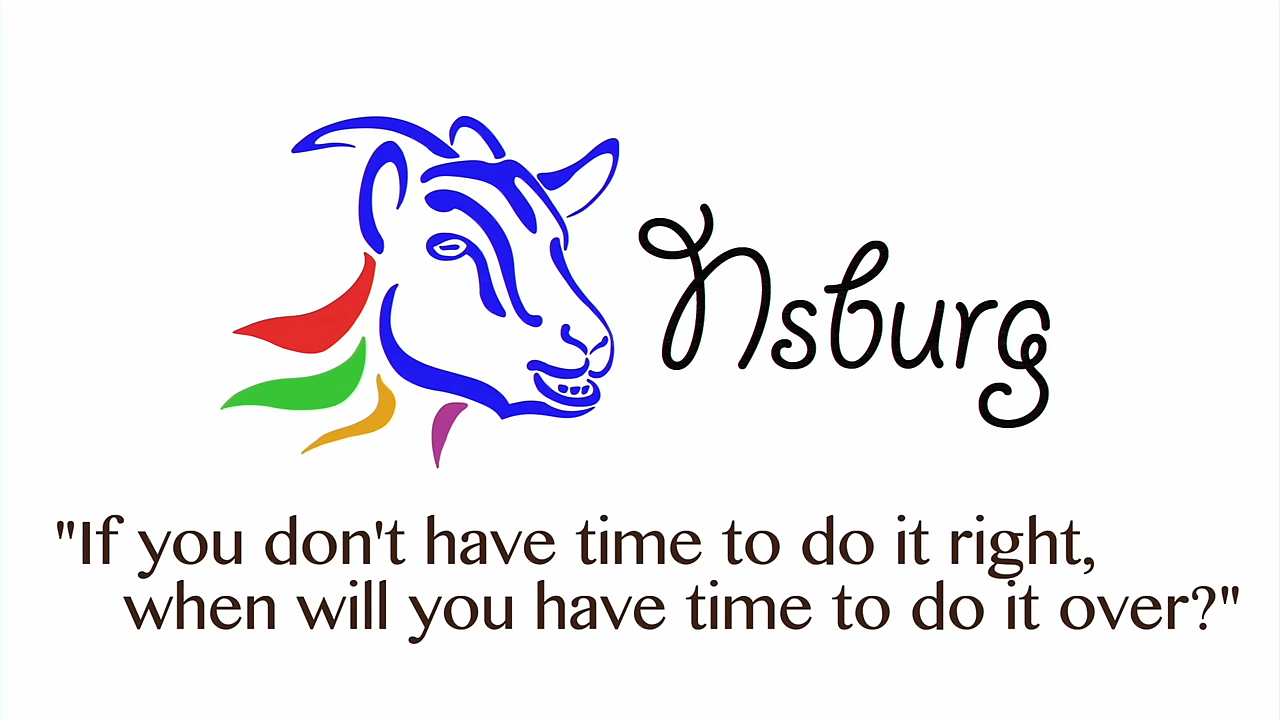 Nsburg
"If you don't have time to do it right,
when will you have time to do it over?"